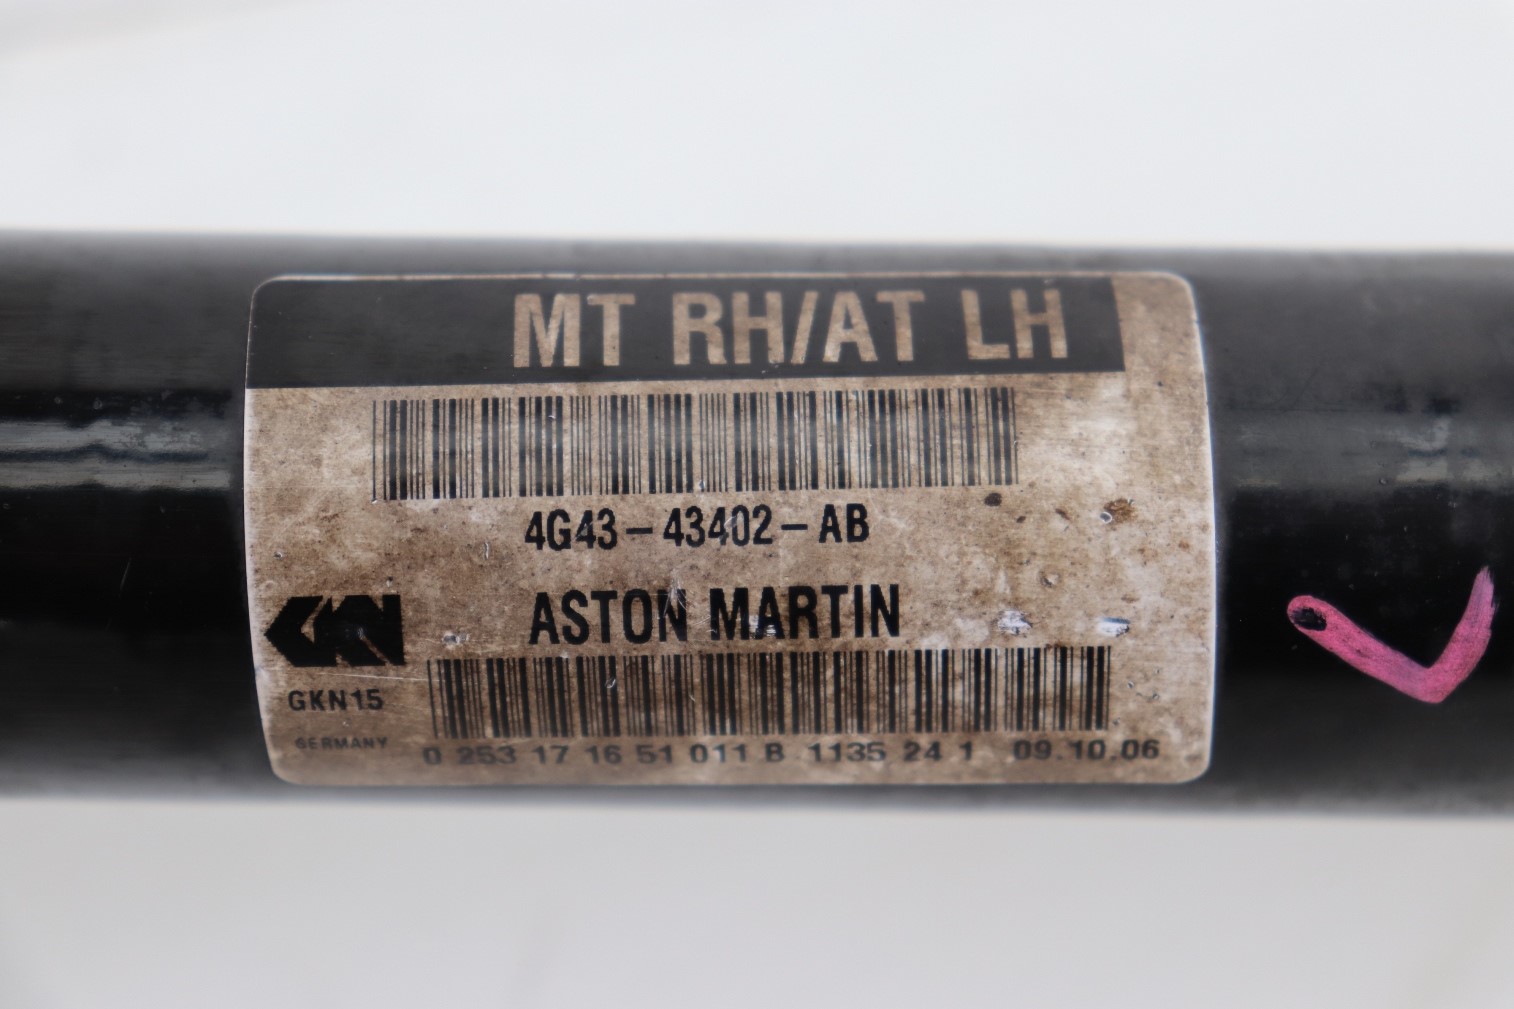 MT RH/AT LH
4G43-43402-AB
ASTON MARTIN
GKN
GKN15
GERMANY
0 253 17 16 51 011 B 1135 24 1 09.10.06